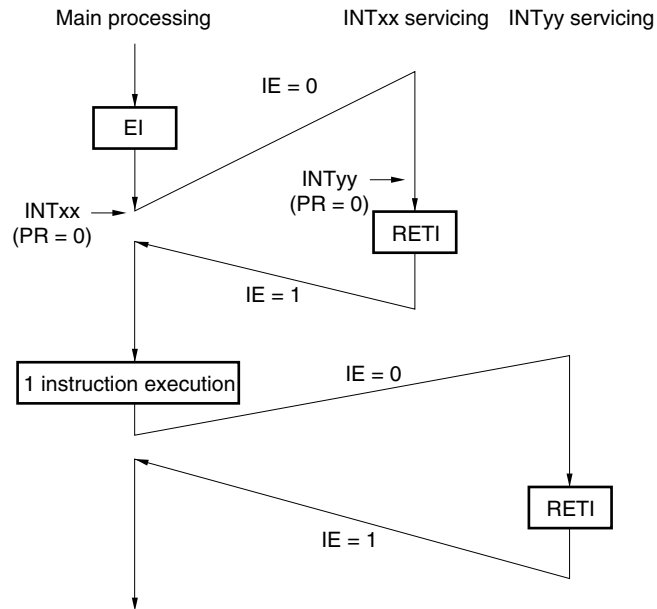 Main processing
INTxx servicing
INTyy servicing
IE = 0
EI
INTyy
(PR = 0)
INTxx
(PR = 0)
RETI
IE = 1
1 instruction execution
IE = 0
RETI
IE = 1